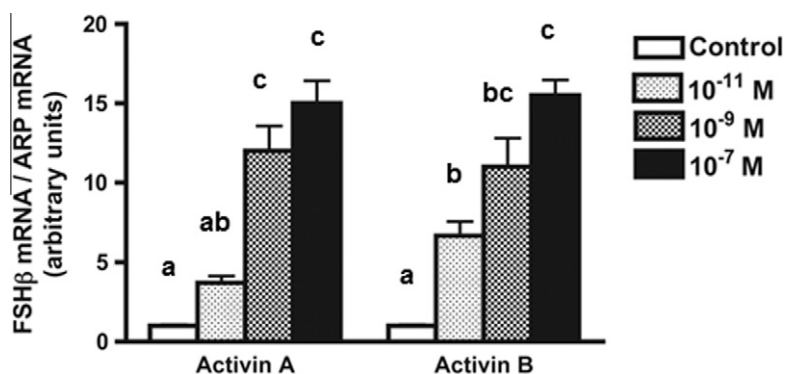 FSHβ mRNA / ARP mRNA
(arbitrary units)
20
15
10
5
0
a
ab
c
c
a
b
bc
c
Activin A
Activin B
Control
10⁻¹¹ M
10⁻⁹ M
10⁻⁷ M